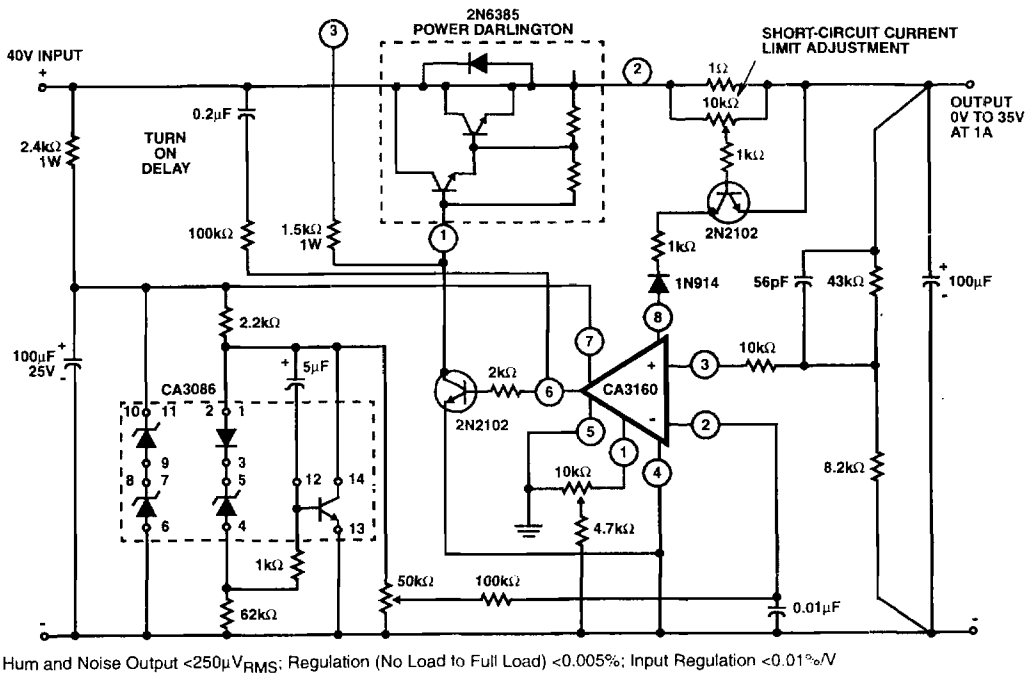 2N6385
POWER DARLINGTON
3
SHORT-CIRCUIT CURRENT
LIMIT ADJUSTMENT
40V INPUT
+
2
1Ω
+
10kΩ
OUTPUT
0V TO 35V
AT 1A
0.2μF
TURN
ON
DELAY
2.4kΩ
1W
1kΩ
2N2102
100kΩ
1.5kΩ
1W
1
1kΩ
1N914
56pF
43kΩ
+
100μF
-
8
2.2kΩ
7
+
100μF
25V
-
+
5μF
CA3086
2kΩ
6
CA3160
+
3
10kΩ
-
2
2N2102
5
1
4
10
11
2
1
9
3
8
7
5
12
14
6
4
13
10kΩ
8.2kΩ
4.7kΩ
1kΩ
50kΩ
100kΩ
0.01μF
62kΩ
-
-
Hum and Noise Output <250μVRMS; Regulation (No Load to Full Load) <0.005%; Input Regulation <0.01%/V